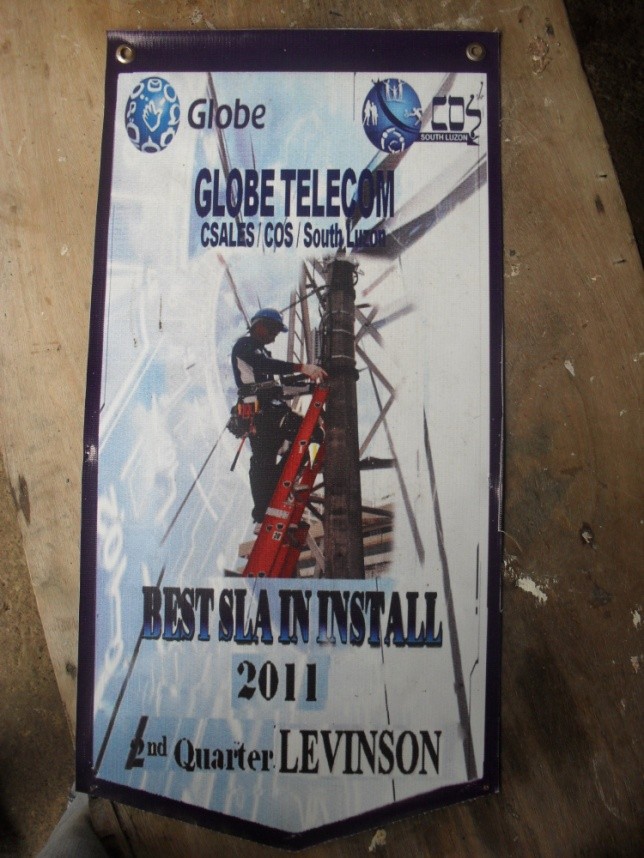 Globe
COS
SOUTH LUZON
GLOBE TELECOM
CSALES / COS / South Luzon
BEST SLA IN INSTALL
2011
2nd Quarter LEVINSON